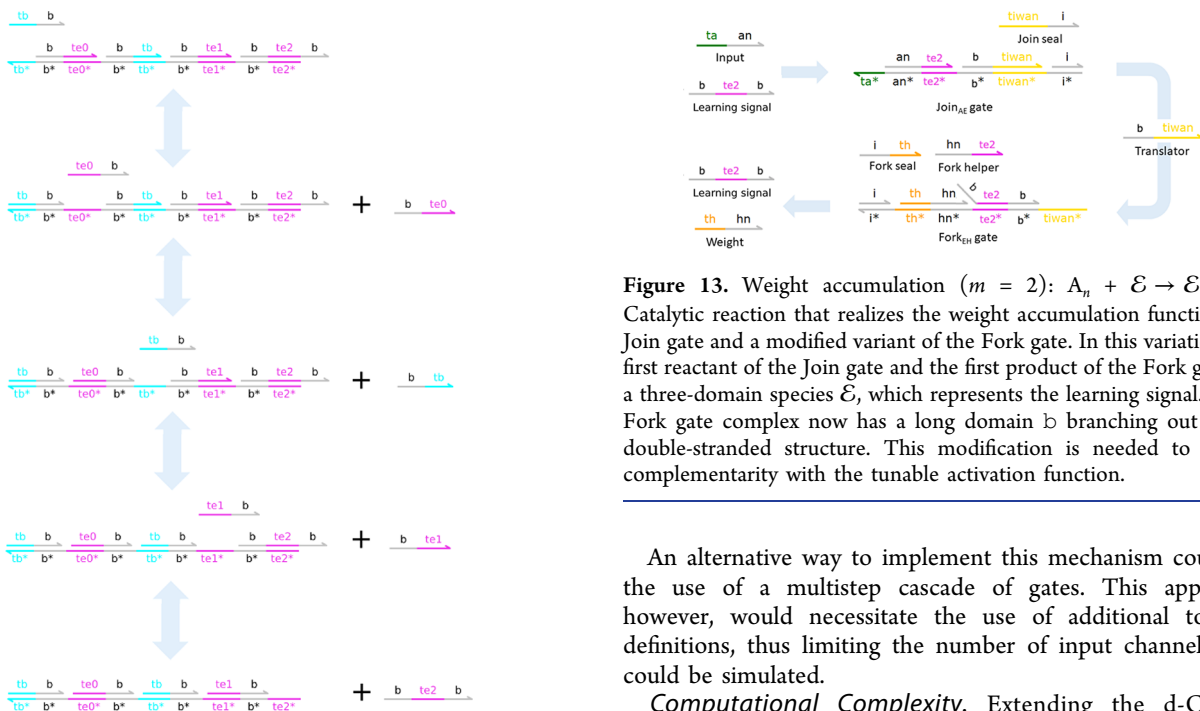 tb b
b te0 b tb b te1 b te2 b
tb* b* te0* b* tb* b* te1* b* te2*
te0 b
tb b b tb b te1 b te2 b
tb* b* te0* b* tb* b* te1* b* te2*
+ b te0
tb b
tb b te0 b b te1 b te2 b
tb* b* te0* b* tb* b* te1* b* te2*
+ b tb
te1 b
tb b te0 b tb b b te2 b
tb* b* te0* b* tb* b* te1* b* te2*
+ b te1
tb b te0 b tb b te1 b
tb* b* te0* b* tb* b* te1* b* te2*
+ b te2 b
ta an
Input
b te2 b
Learning signal
tiwan i
Join seal
an te2 b tiwan i
ta* an* te2* b* tiwan* i*
JoinAE gate
b tiwan
Translator
i th hn te2
Fork seal Fork helper
b te2 b
Learning signal
th hn
Weight
i th hn b te2 b
i* th* hn* te2* b* tiwan*
ForkEH gate
Figure 13. Weight accumulation (m = 2): An + ℰ → ℰ
Catalytic reaction that realizes the weight accumulation functi
Join gate and a modified variant of the Fork gate. In this variati
first reactant of the Join gate and the first product of the Fork g
a three-domain species ℰ, which represents the learning signal.
Fork gate complex now has a long domain b branching out
double-stranded structure. This modification is needed to
complementarity with the tunable activation function.
An alternative way to implement this mechanism cou
the use of a multistep cascade of gates. This app
however, would necessitate the use of additional to
definitions, thus limiting the number of input channel
could be simulated.
Computational Complexity. Extending the d-C